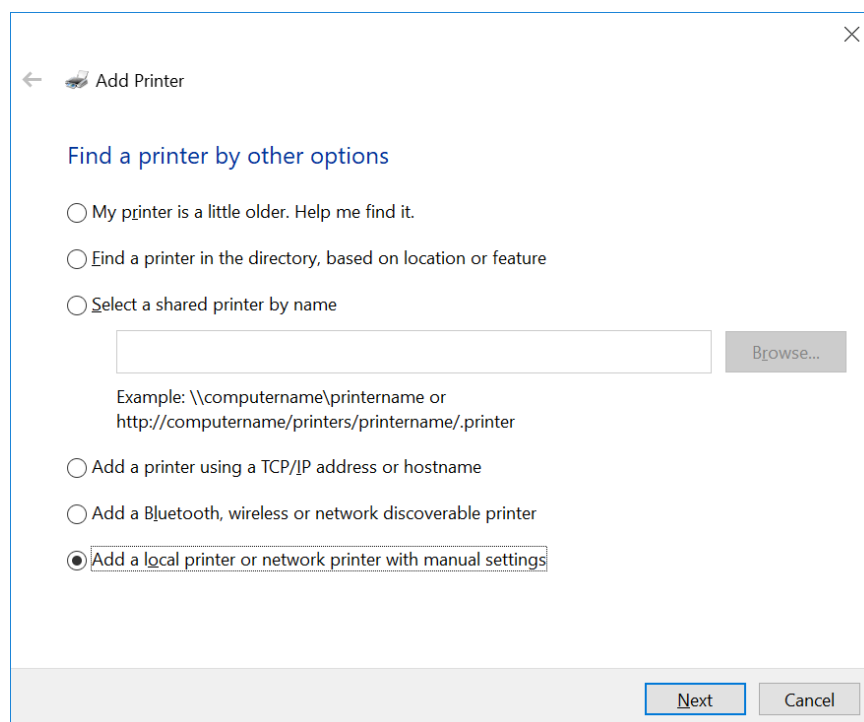 Add Printer
Find a printer by other options
My printer is a little older. Help me find it.
Find a printer in the directory, based on location or feature
Select a shared printer by name
Browse...
Example: \\computername\printername or
http://computername/printers/printername/.printer
Add a printer using a TCP/IP address or hostname
Add a Bluetooth, wireless or network discoverable printer
Add a local printer or network printer with manual settings
Next Cancel